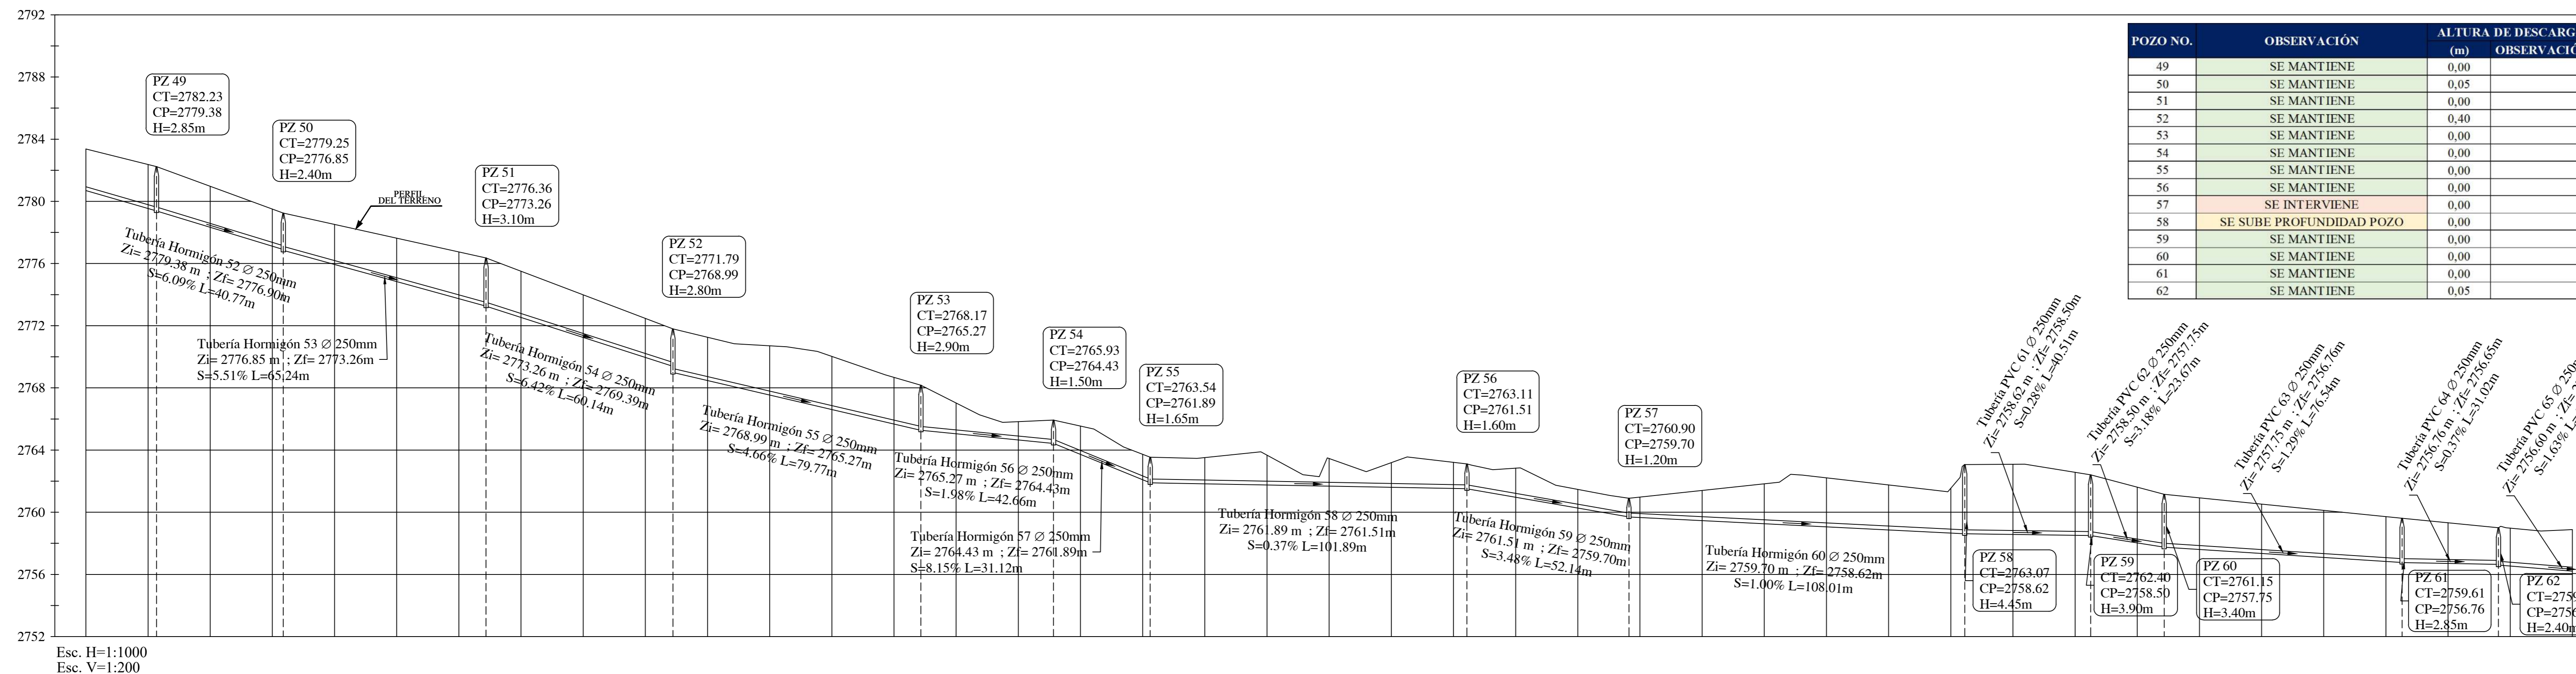 2792
2788
2784
2780
2776
2772
2768
2764
2760
2756
2752
Esc. H=1:1000
Esc. V=1:200
PZ 49
CT=2782.23
CP=2779.38
H=2.85m
PZ 50
CT=2779.25
CP=2776.85
H=2.40m
PERFIL
DEL TERRENO
PZ 51
CT=2776.36
CP=2773.26
H=3.10m
PZ 52
CT=2771.79
CP=2768.99
H=2.80m
PZ 53
CT=2768.17
CP=2765.27
H=2.90m
PZ 54
CT=2765.93
CP=2764.43
H=1.50m
PZ 55
CT=2763.54
CP=2761.89
H=1.65m
PZ 56
CT=2763.11
CP=2761.51
H=1.60m
PZ 57
CT=2760.90
CP=2759.70
H=1.20m
PZ 58
CT=2763.07
CP=2758.62
H=4.45m
PZ 59
CT=2762.40
CP=2758.50
H=3.90m
PZ 60
CT=2761.15
CP=2757.75
H=3.40m
PZ 61
CT=2759.61
CP=2756.76
H=2.85m
PZ 62
CT=2759
CP=2756
H=2.40m
Tubería Hormigón 52 ∅ 250mm
Zi= 2779.38 m ; Zf= 2776.90m
S=6.09% L=40.77m
Tubería Hormigón 53 ∅ 250mm
Zi= 2776.85 m ; Zf= 2773.26m
S=5.51% L=65.24m
Tubería Hormigón 54 ∅ 250mm
Zi= 2773.26 m ; Zf= 2769.39m
S=6.42% L=60.14m
Tubería Hormigón 55 ∅ 250mm
Zi= 2768.99 m ; Zf= 2765.27m
S=4.66% L=79.77m
Tubería Hormigón 56 ∅ 250mm
Zi= 2765.27 m ; Zf= 2764.43m
S=1.98% L=42.66m
Tubería Hormigón 57 ∅ 250mm
Zi= 2764.43 m ; Zf= 2761.89m
S=8.15% L=31.12m
Tubería Hormigón 58 ∅ 250mm
Zi= 2761.89 m ; Zf= 2761.51m
S=0.37% L=101.89m
Tubería Hormigón 59 ∅ 250mm
Zi= 2761.51 m ; Zf= 2759.70m
S=3.48% L=52.14m
Tubería Hormigón 60 ∅ 250mm
Zi= 2759.70 m ; Zf= 2758.62m
S=1.00% L=108.01m
Tubería PVC 61 ∅ 250mm
Zi= 2758.62 m ; Zf= 2758.50m
S=0.28% L=40.51m
Tubería PVC 62 ∅ 250mm
Zi= 2758.50 m ; Zf= 2757.75m
S=3.18% L=23.67m
Tubería PVC 63 ∅ 250mm
Zi= 2757.75 m ; Zf= 2756.76m
S=1.29% L=76.54m
Tubería PVC 64 ∅ 250mm
Zi= 2756.76 m ; Zf= 2756.65m
S=0.37% L=31.02m
Tubería PVC 65 ∅ 250m
Zi= 2756.60 m ; Zf= 2
S=1.63% L=
POZO NO. OBSERVACIÓN ALTURA DE DESCARG
(m) OBSERVACIÓ
49 SE MANTIENE 0,00
50 SE MANTIENE 0,05
51 SE MANTIENE 0,00
52 SE MANTIENE 0,40
53 SE MANTIENE 0,00
54 SE MANTIENE 0,00
55 SE MANTIENE 0,00
56 SE MANTIENE 0,00
57 SE INTERVIENE 0,00
58 SE SUBE PROFUNDIDAD POZO 0,00
59 SE MANTIENE 0,00
60 SE MANTIENE 0,00
61 SE MANTIENE 0,00
62 SE MANTIENE 0,05